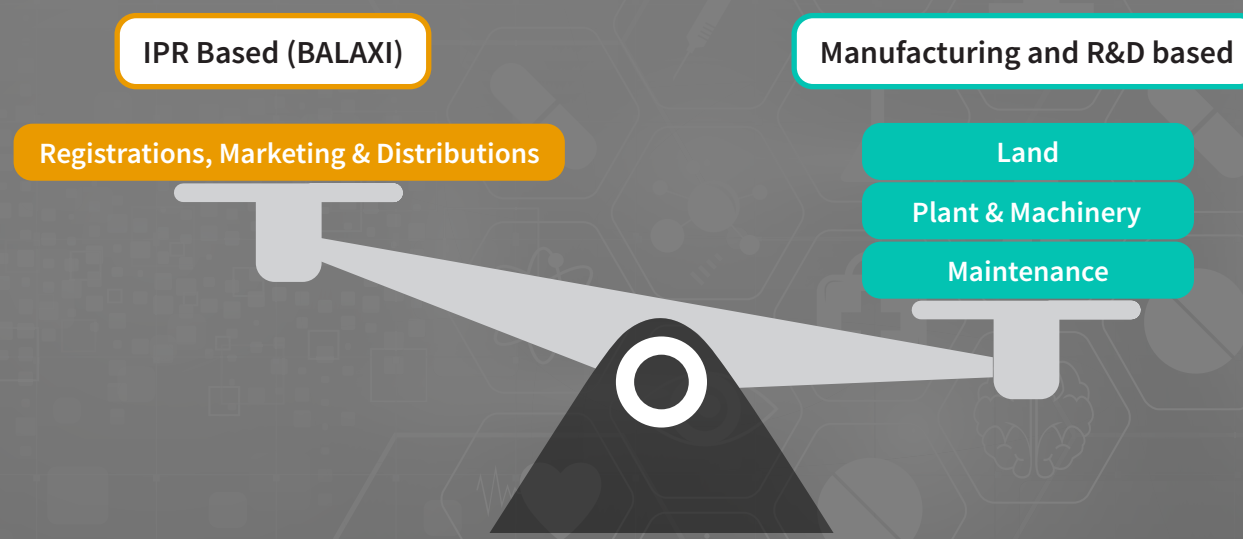 IPR Based (BALAXI)
Registrations, Marketing & Distributions
Manufacturing and R&D based
Land
Plant & Machinery
Maintenance